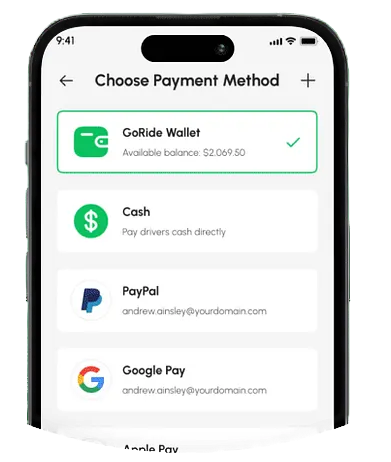 9:41
Choose Payment Method
GoRide Wallet
Available balance: $2.069.50
Cash
Pay drivers cash directly
PayPal
andrew.ainsley@yourdomain.com
Google Pay
andrew.ainsley@yourdomain.com
Apple Pay